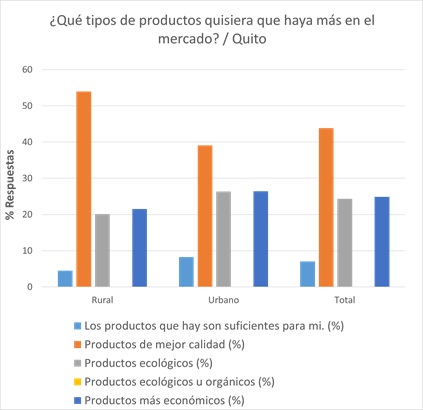 ¿Qué tipos de productos quisiera que haya más en el
mercado? / Quito
60
50
40
30
20
10
0
% Respuestas
Rural
Urbano
Total
Los productos que hay son suficientes para mi. (%)
Productos de mejor calidad (%)
Productos ecológicos (%)
Productos ecológicos u orgánicos (%)
Productos más económicos (%)